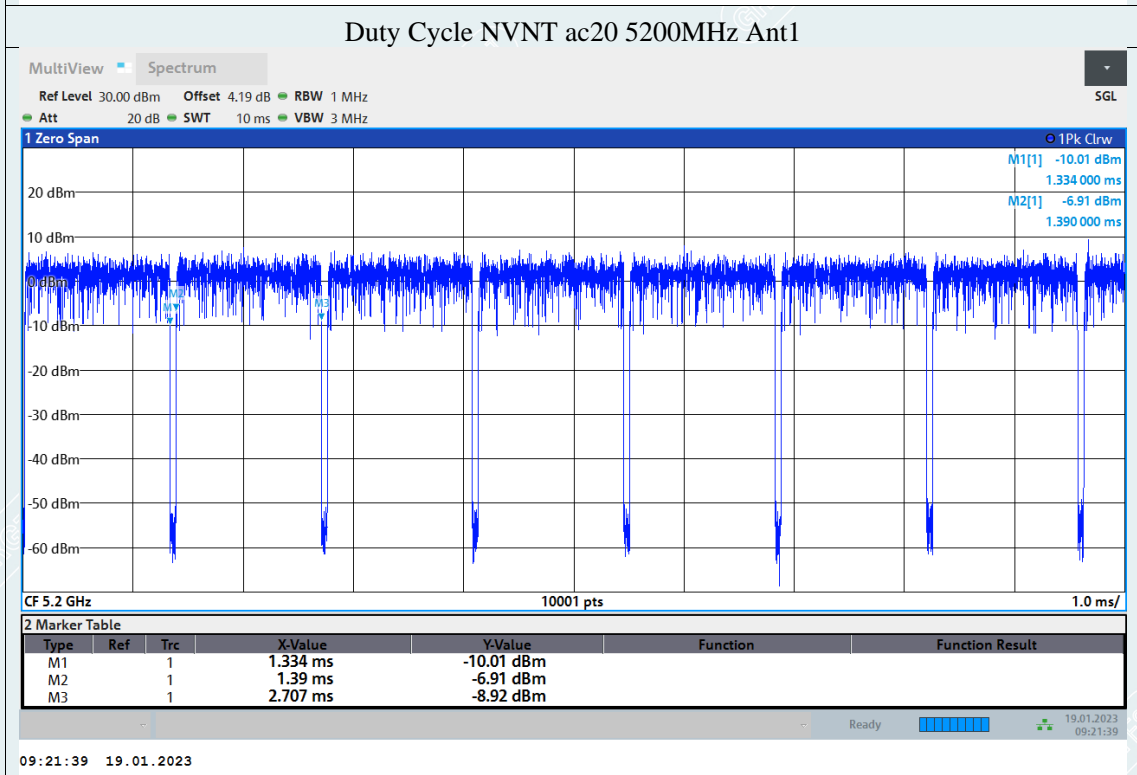 Duty Cycle NVNT ac20 5200MHz Ant1
MultiView Spectrum
Ref Level 30.00 dBm Offset 4.19 dB RBW 1 MHz SGL
Att 20 dB SWT 10 ms VBW 3 MHz
1 Zero Span 1Pk Clrw
M1[1] -10.01 dBm
1.334 000 ms
20 dBm
M2[1] -6.91 dBm
1.390 000 ms
10 dBm
0 dBm
M2
M3
M1
-10 dBm
-20 dBm
-30 dBm
-40 dBm
-50 dBm
-60 dBm
CF 5.2 GHz 10001 pts 1.0 ms/
2 Marker Table
Type Ref Trc X-Value Y-Value Function Function Result
M1 1 1.334 ms -10.01 dBm
M2 1 1.39 ms -6.91 dBm
M3 1 2.707 ms -8.92 dBm
Ready 19.01.2023
09:21:39
09:21:39 19.01.2023